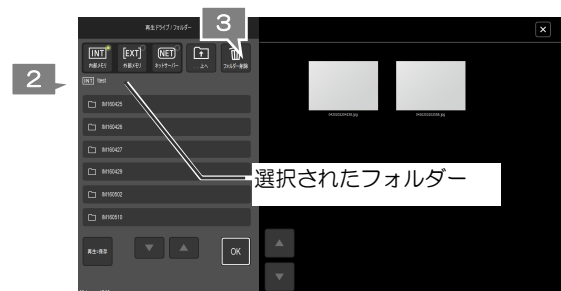 再生ドライブ/フォルダー
3
[INT] [EXT] [NET]
内部メモリ 外部メモリ ネットサーバー 上へ フォルダー削除
2
[INT] test
IM160425
IM160426
IM160427
IM160429
選択されたフォルダー
IM160502
IM160510
再生:保存
OK